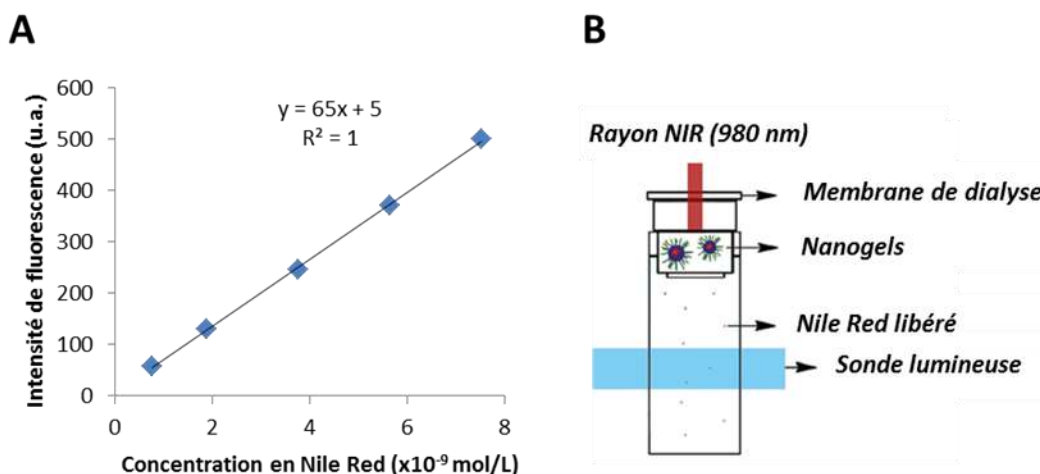 A
B
Intensité de fluorescence (u.a.)
600
500
400
300
200
100
0
y = 65x + 5
R² = 1
0 2 4 6 8
Concentration en Nile Red (x10⁻⁹ mol/L)
Rayon NIR (980 nm)
Membrane de dialyse
Nanogels
Nile Red libéré
Sonde lumineuse